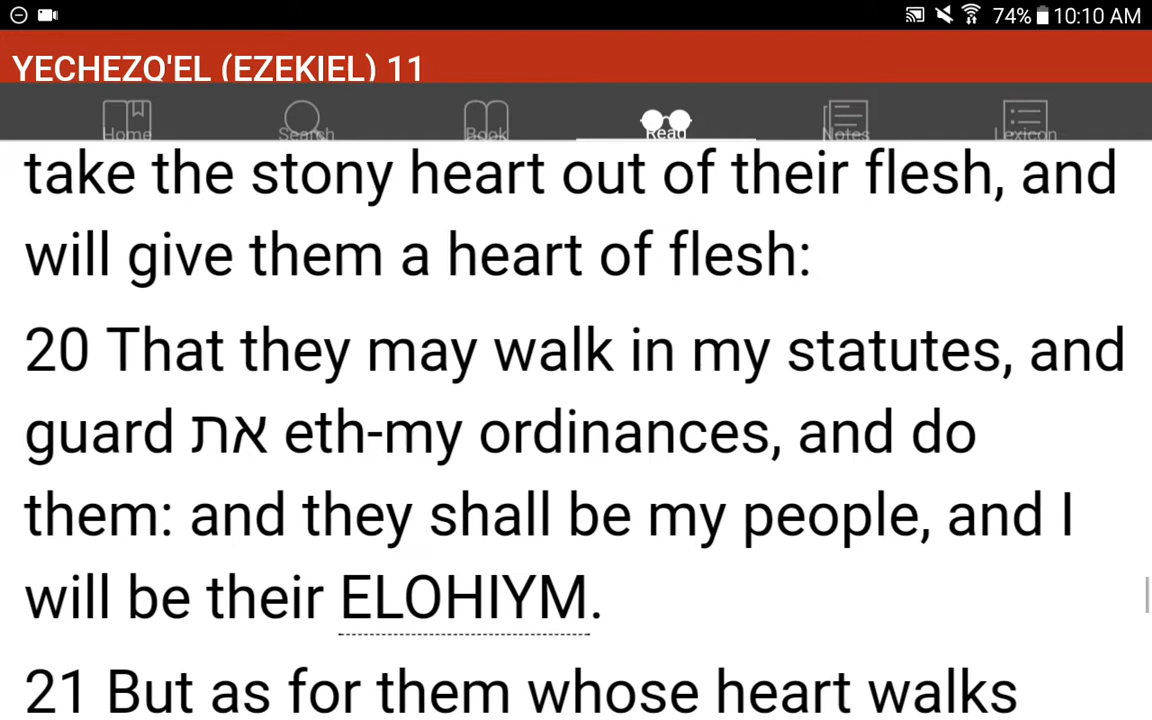 74% 10:10 AM
YECHEZQ'EL (EZEKIEL) 11
Home Search Book Read Notes Lexicon
take the stony heart out of their flesh, and
will give them a heart of flesh:
20 That they may walk in my statutes, and
guard את eth-my ordinances, and do
them: and they shall be my people, and I
will be their ELOHIYM.
21 But as for them whose heart walks